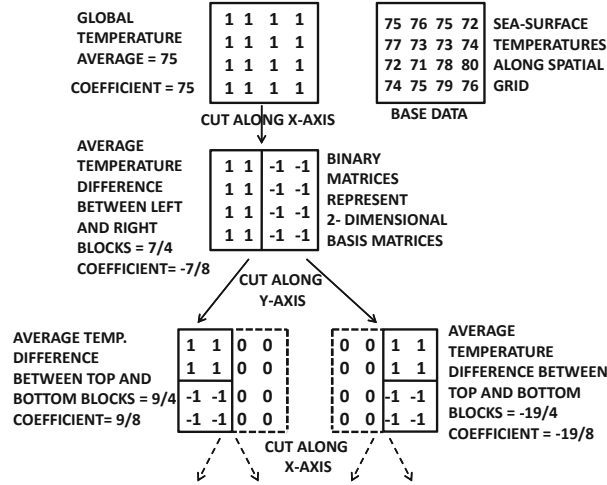 GLOBAL
TEMPERATURE
AVERAGE = 75
COEFFICIENT = 75
1 1 1 1
1 1 1 1
1 1 1 1
1 1 1 1
75 76 75 72
77 73 73 74
72 71 78 80
74 75 79 76
SEA-SURFACE
TEMPERATURES
ALONG SPATIAL
GRID
BASE DATA
CUT ALONG X-AXIS
AVERAGE
TEMPERATURE
DIFFERENCE
BETWEEN LEFT
AND RIGHT
BLOCKS = 7/4
COEFFICIENT= -7/8
1 1 -1 -1
1 1 -1 -1
1 1 -1 -1
1 1 -1 -1
BINARY
MATRICES
REPRESENT
2- DIMENSIONAL
BASIS MATRICES
CUT ALONG
Y-AXIS
AVERAGE TEMP.
DIFFERENCE
BETWEEN TOP AND
BOTTOM BLOCKS = 9/4
COEFFICIENT= 9/8
1 1 0 0
1 1 0 0
-1 -1 0 0
-1 -1 0 0
0 0 1 1
0 0 1 1
0 0 -1 -1
0 0 -1 -1
AVERAGE
TEMPERATURE
DIFFERENCE BETWEEN
TOP AND BOTTOM
BLOCKS = -19/4
COEFFICIENT = -19/8
CUT ALONG
X-AXIS